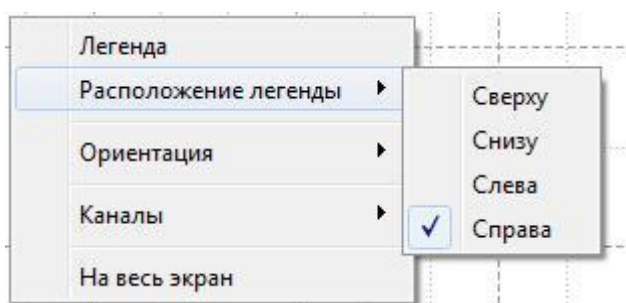 Легенда
Расположение легенды
Ориентация
Каналы
На весь экран
Сверху
Снизу
Слева
Справа